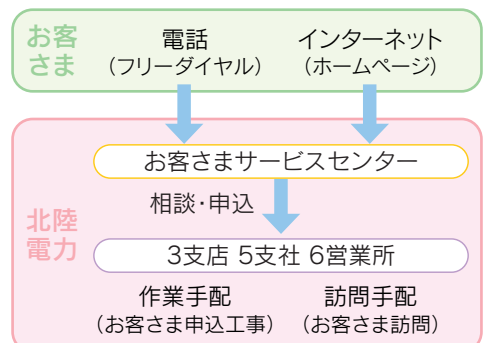 お客さま
電話
(フリーダイヤル)
インターネット
(ホームページ)
お客さまサービスセンター
相談・申込
北陸電力
3支店 5支社 6営業所
作業手配
(お客さま申込工事)
訪問手配
(お客さま訪問)